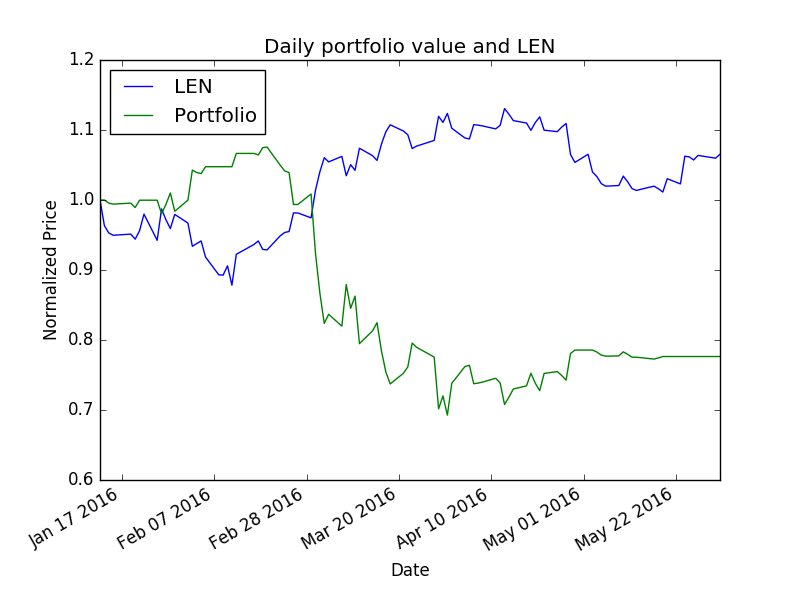 Daily portfolio value and LEN
LEN
Portfolio
1.2
1.1
1.0
0.9
0.8
0.7
0.6
Normalized Price
Jan 17 2016
Feb 07 2016
Feb 28 2016
Mar 20 2016
Apr 10 2016
May 01 2016
May 22 2016
Date